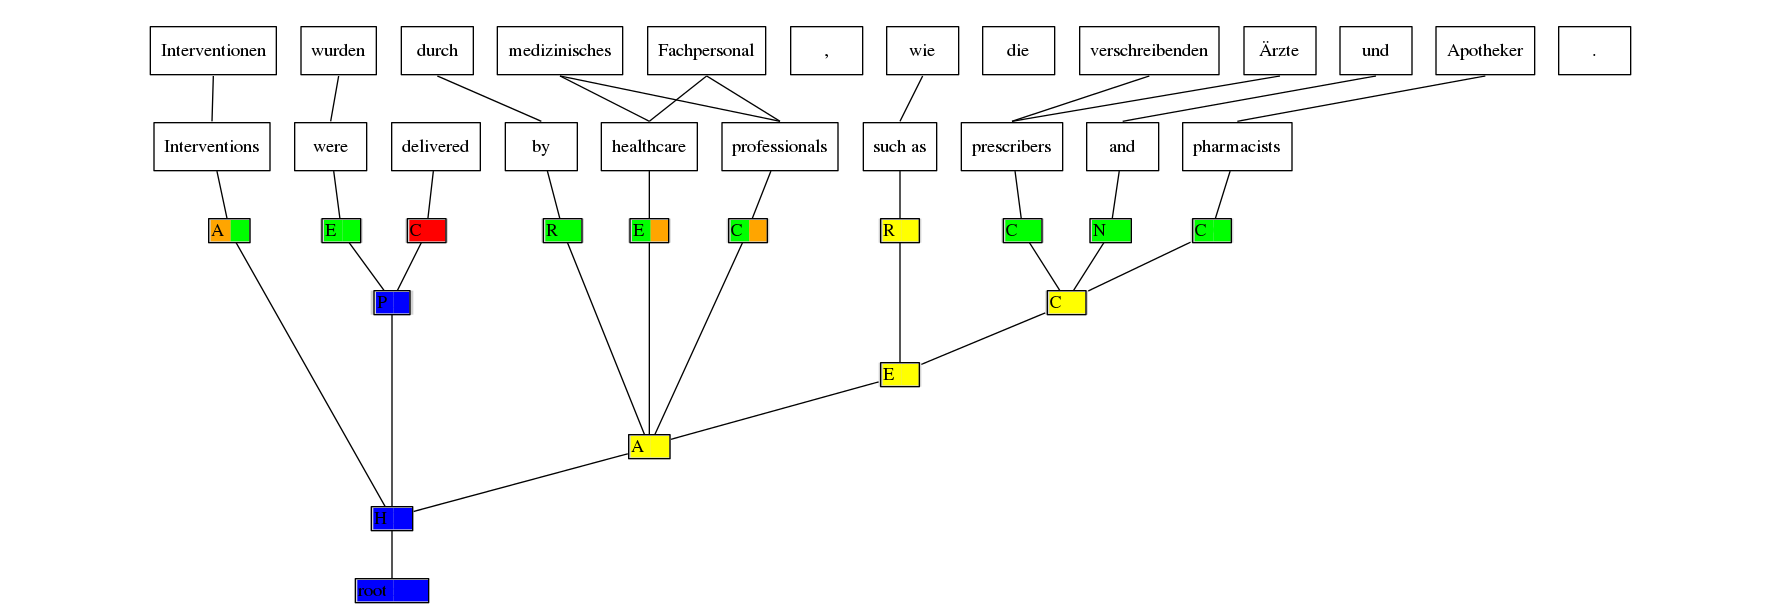 Interventionen wurden durch medizinisches Fachpersonal , wie die verschreibenden Ärzte und Apotheker .
Interventions were delivered by healthcare professionals such as prescribers and pharmacists
A E C R E C R C N C
P C
E
A
H
root